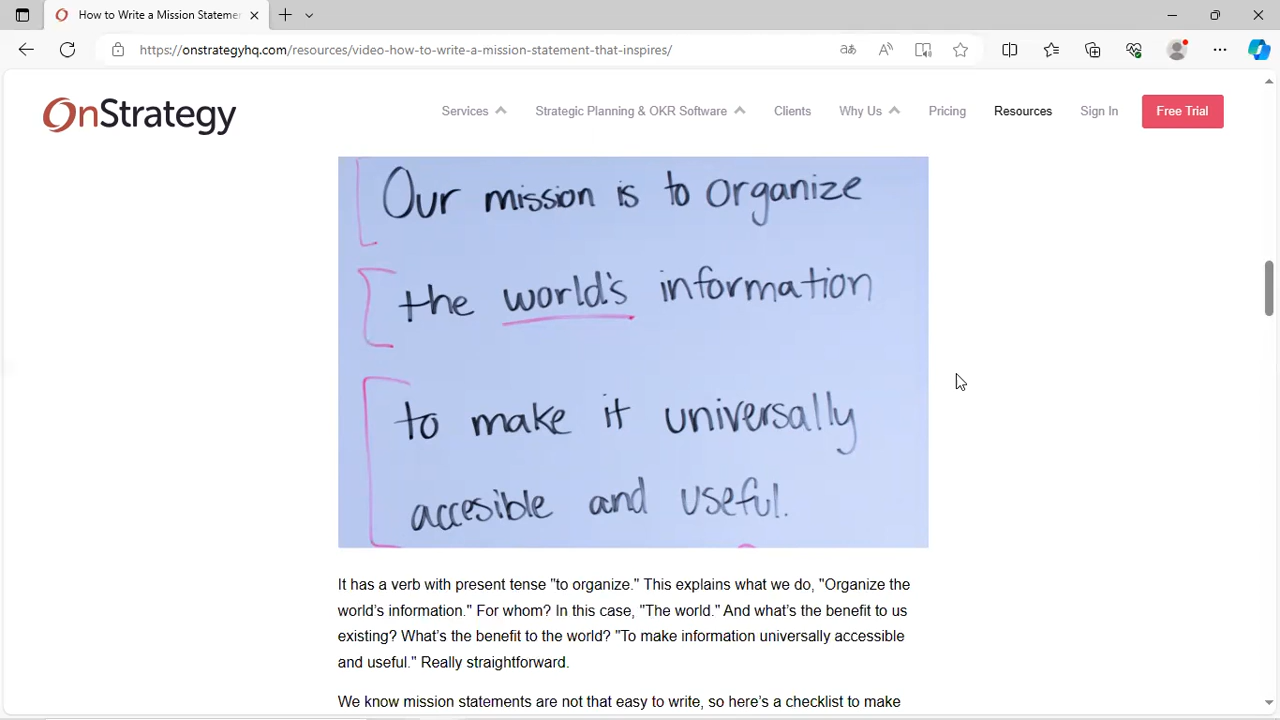 How to Write a Mission Statemen
https://onstrategyhq.com/resources/video-how-to-write-a-mission-statement-that-inspires/
OnStrategy
Services
Strategic Planning & OKR Software
Clients
Why Us
Pricing
Resources
Sign In
Free Trial
Our mission is to organize
the world's information
to make it universally
accesible and useful.
It has a verb with present tense "to organize." This explains what we do, "Organize the
world's information." For whom? In this case, "The world." And what's the benefit to us
existing? What's the benefit to the world? "To make information universally accessible
and useful." Really straightforward.
We know mission statements are not that easy to write, so here's a checklist to make